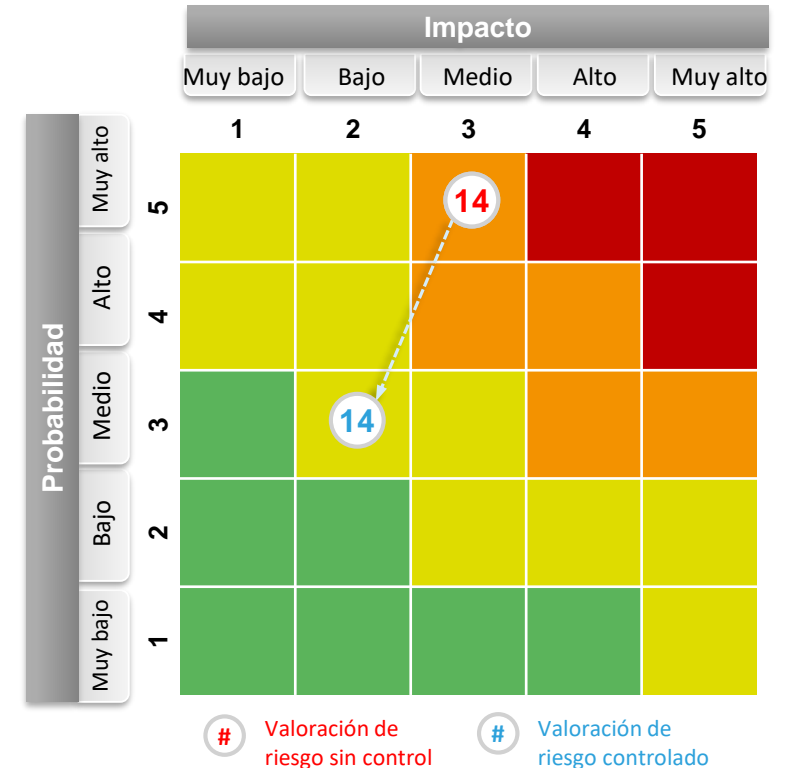 Impacto
Muy bajo
Bajo
Medio
Alto
Muy alto
1
2
3
4
5
Probabilidad
Muy alto
5
14
Alto
4
Medio
3
14
Bajo
2
Muy bajo
1
#
Valoración de
riesgo sin control
#
Valoración de
riesgo controlado